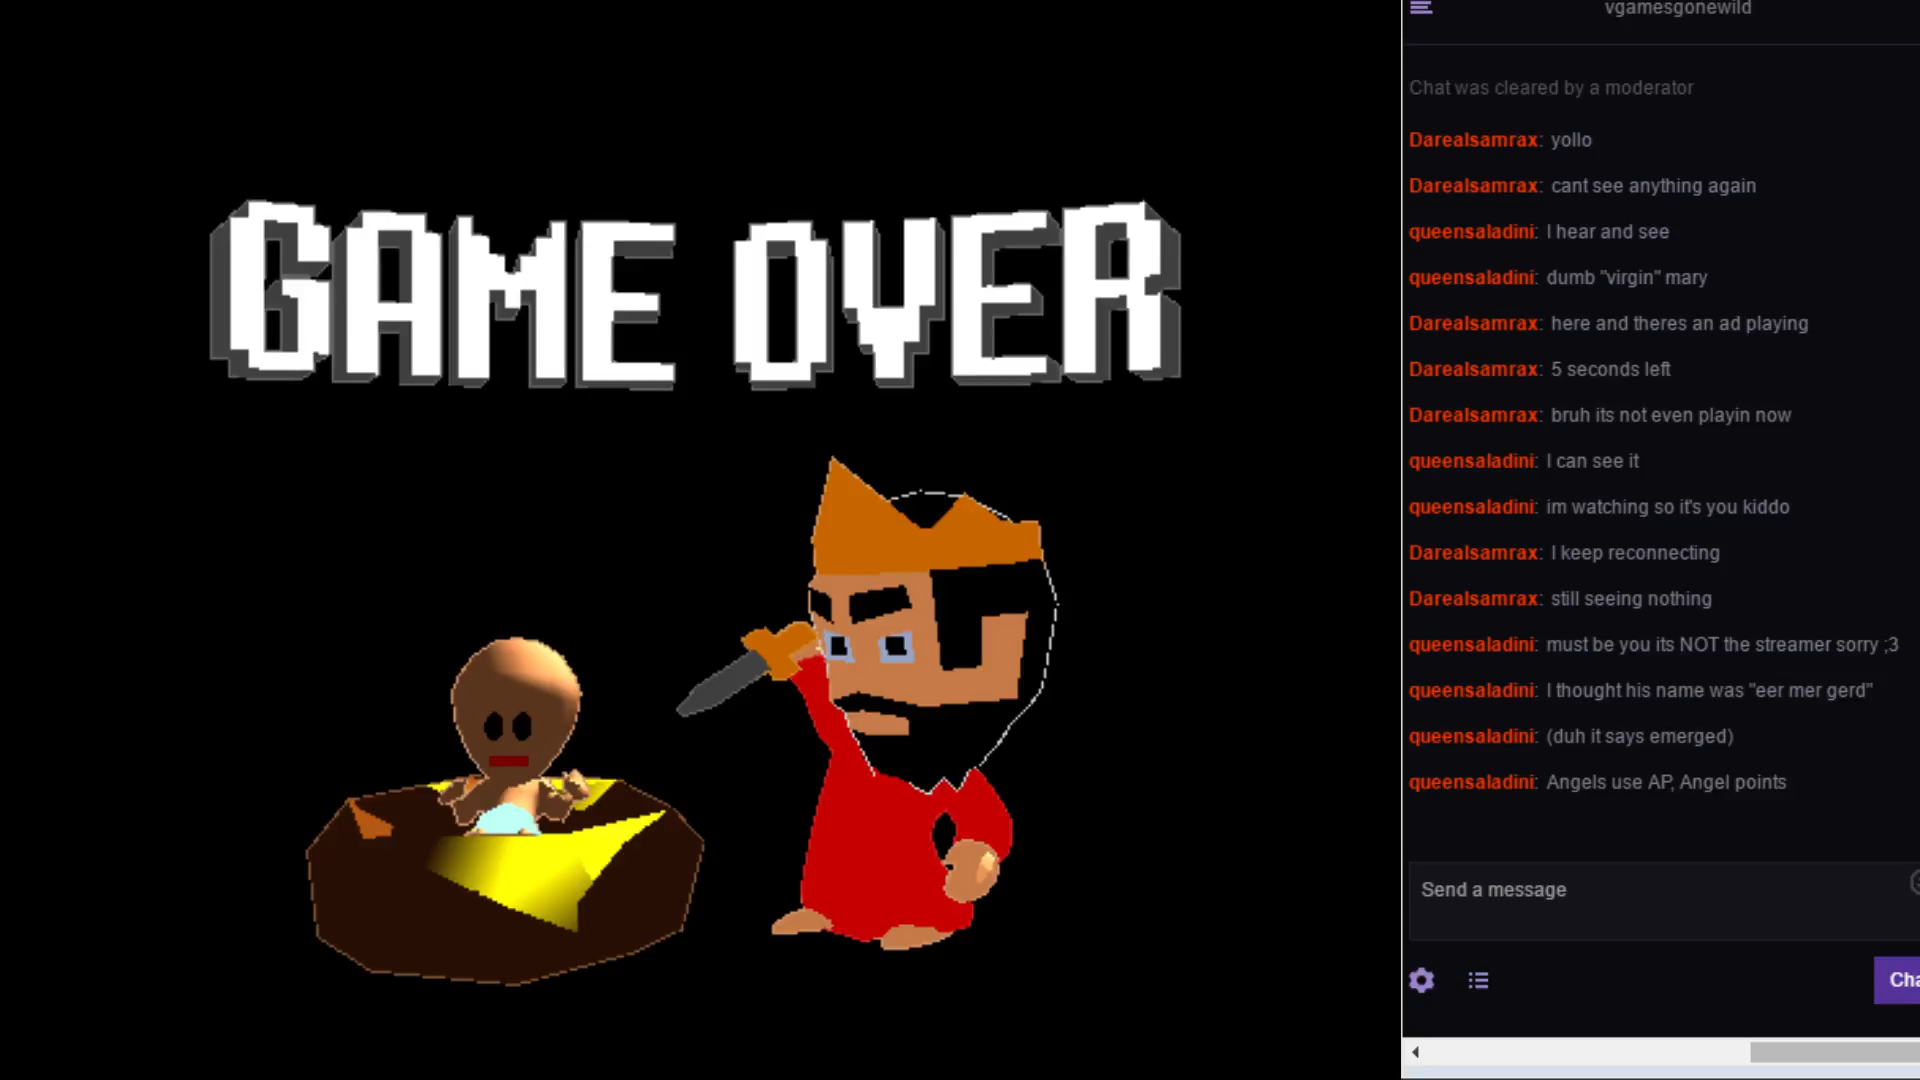 GAME OVER
vgamesgonewild
Chat was cleared by a moderator
Darealsamrax: yollo
Darealsamrax: cant see anything again
queensaladini: I hear and see
queensaladini: dumb "virgin" mary
Darealsamrax: here and theres an ad playing
Darealsamrax: 5 seconds left
Darealsamrax: bruh its not even playin now
queensaladini: I can see it
queensaladini: im watching so it's you kiddo
Darealsamrax: I keep reconnecting
Darealsamrax: still seeing nothing
queensaladini: must be you its NOT the streamer sorry ;3
queensaladini: I thought his name was "eer mer gerd"
queensaladini: (duh it says emerged)
queensaladini: Angels use AP, Angel points
Send a message
Cha